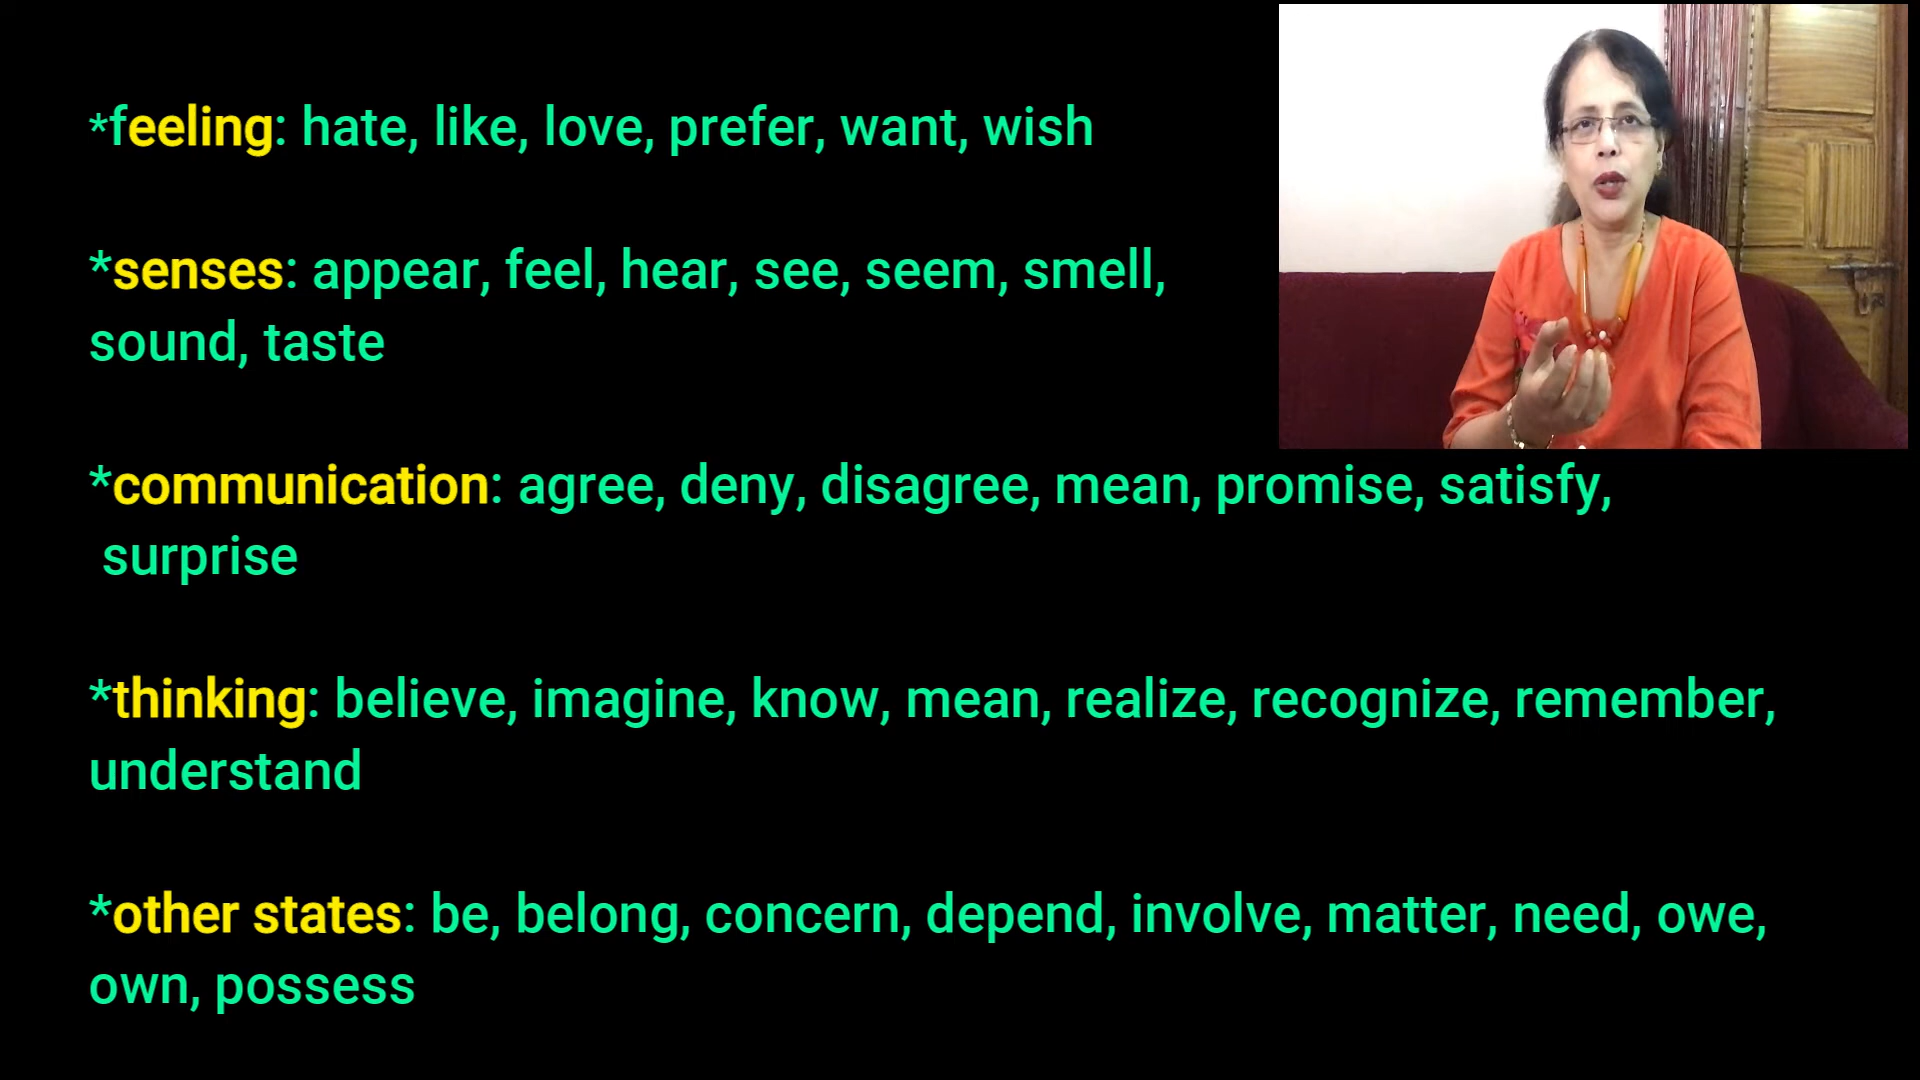 *feeling: hate, like, love, prefer, want, wish
*senses: appear, feel, hear, see, seem, smell,
sound, taste
*communication: agree, deny, disagree, mean, promise, satisfy,
surprise
*thinking: believe, imagine, know, mean, realize, recognize, remember,
understand
*other states: be, belong, concern, depend, involve, matter, need, owe,
own, possess